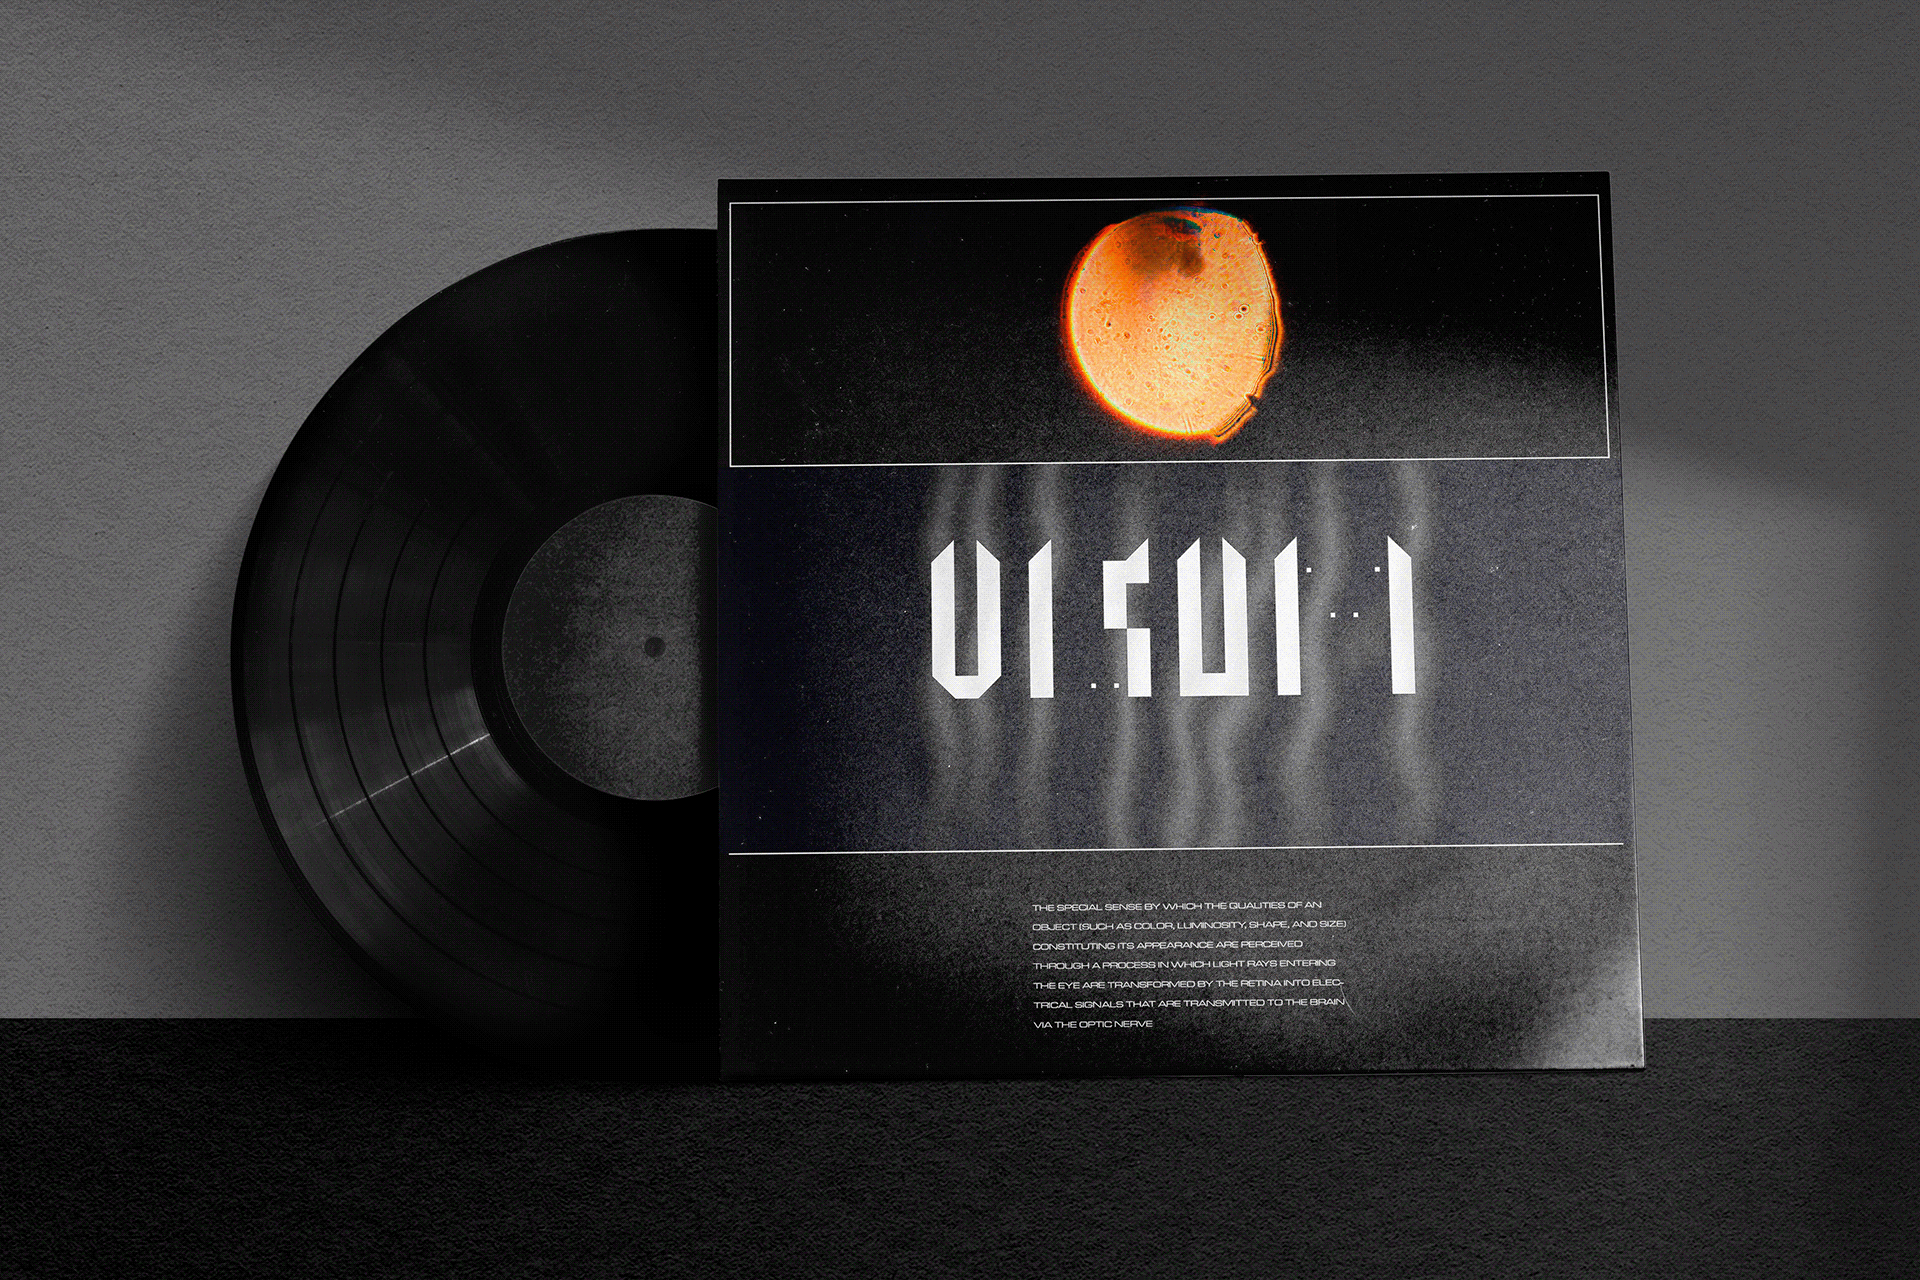 VISUM
THE SPECIAL SENSE BY WHICH THE QUALITIES OF AN
OBJECT (SUCH AS COLOR, LUMINOSITY, SHAPE, AND SIZE)
CONSTITUTING ITS APPEARANCE ARE PERCEIVED
THROUGH A PROCESS IN WHICH LIGHT RAYS ENTERING
THE EYE ARE TRANSFORMED BY THE RETINA INTO ELEC-
TRICAL SIGNALS THAT ARE TRANSMITTED TO THE BRAIN
VIA THE OPTIC NERVE